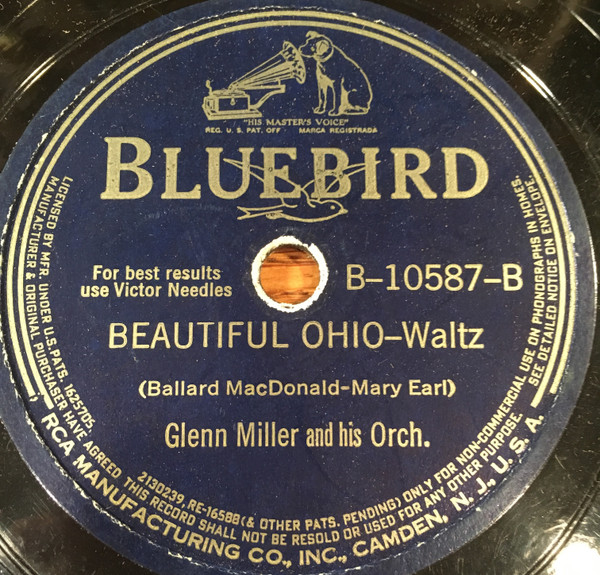 "HIS MASTER'S VOICE"
REG. U. S. PAT. OFF. MARCA REGISTRADA
BLUEBIRD
For best results
use Victor Needles
B-10587-B
BEAUTIFUL OHIO-Waltz
(Ballard MacDonald-Mary Earl)
Glenn Miller and his Orch.
LICENSED BY MFR. UNDER U.S. PATS. 1625705, 2130239, RE-16588 (& OTHER PATS. PENDING) ONLY FOR NON-COMMERCIAL USE ON PHONOGRAPHS IN HOMES.
MANUFACTURER & ORIGINAL PURCHASER HAVE AGREED THIS RECORD SHALL NOT BE RESOLD OR USED FOR ANY OTHER PURPOSE. SEE DETAILED NOTICE ON ENVELOPE.
RCA MANUFACTURING CO., INC., CAMDEN, N. J., U. S. A.